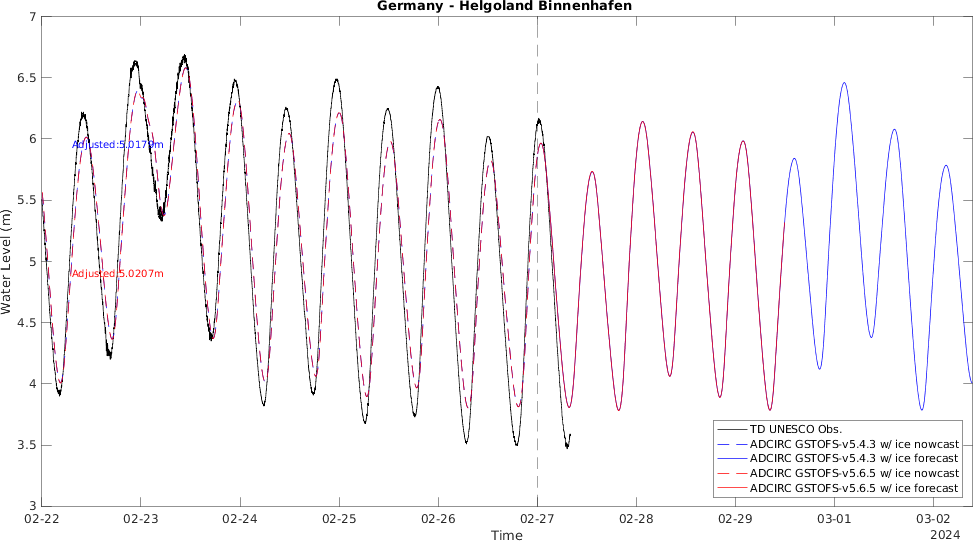 Germany - Helgoland Binnenhafen
7
6.5
6
5.5
5
4.5
4
3.5
3
Water Level (m)
Adjusted:5.0179m
Adjusted:5.0207m
TD UNESCO Obs.
ADCIRC GSTOFS-v5.4.3 w/ ice nowcast
ADCIRC GSTOFS-v5.4.3 w/ ice forecast
ADCIRC GSTOFS-v5.6.5 w/ ice nowcast
ADCIRC GSTOFS-v5.6.5 w/ ice forecast
02-22 02-23 02-24 02-25 02-26 02-27 02-28 02-29 03-01 03-02
Time
2024